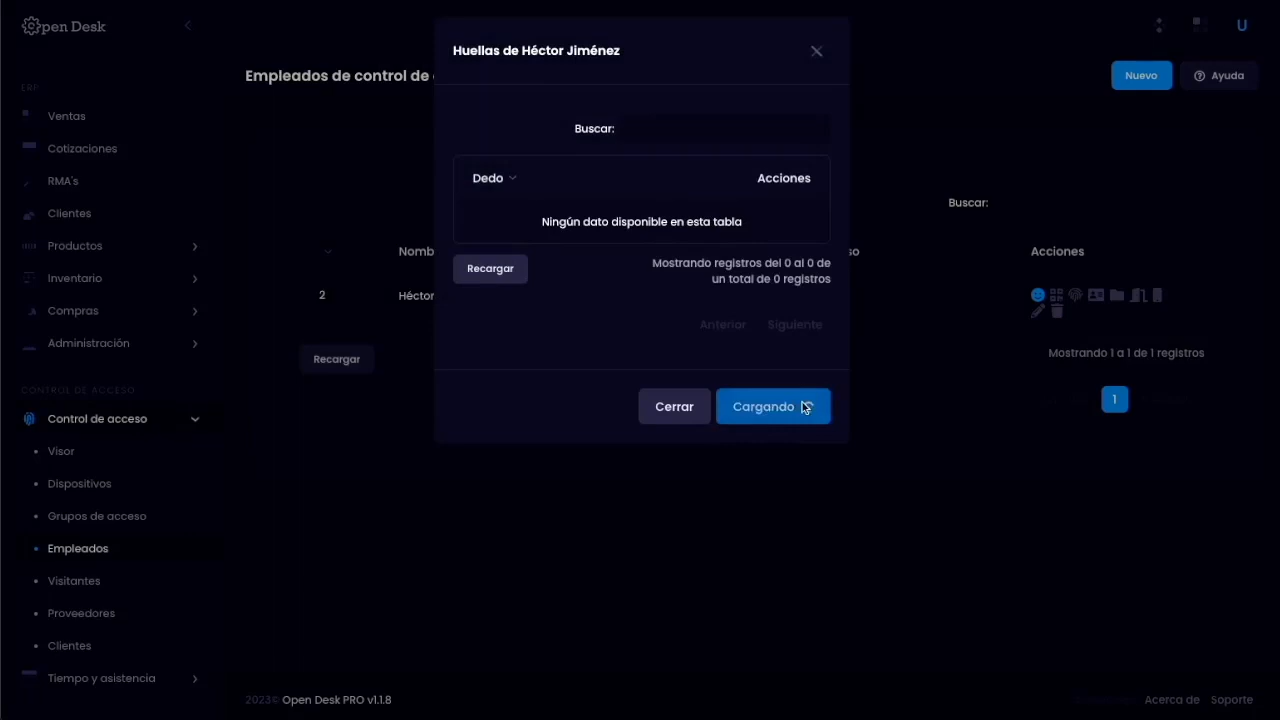 Open Desk
ERP
Ventas
Cotizaciones
RMA's
Clientes
Productos
Inventario
Compras
Administración
CONTROL DE ACCESO
Control de acceso
Visor
Dispositivos
Grupos de acceso
Empleados
Visitantes
Proveedores
Clientes
Tiempo y asistencia
U
Empleados de control de
Nuevo
Ayuda
Buscar:
Nomb
so
Acciones
2
Héctor
Recargar
Mostrando 1 a 1 de 1 registros
1
Huellas de Héctor Jiménez
Buscar:
Dedo
Acciones
Ningún dato disponible en esta tabla
Recargar
Mostrando registros del 0 al 0 de
un total de 0 registros
Anterior
Siguiente
Cerrar
Cargando
2023© Open Desk PRO v1.1.8
Acerca de
Soporte